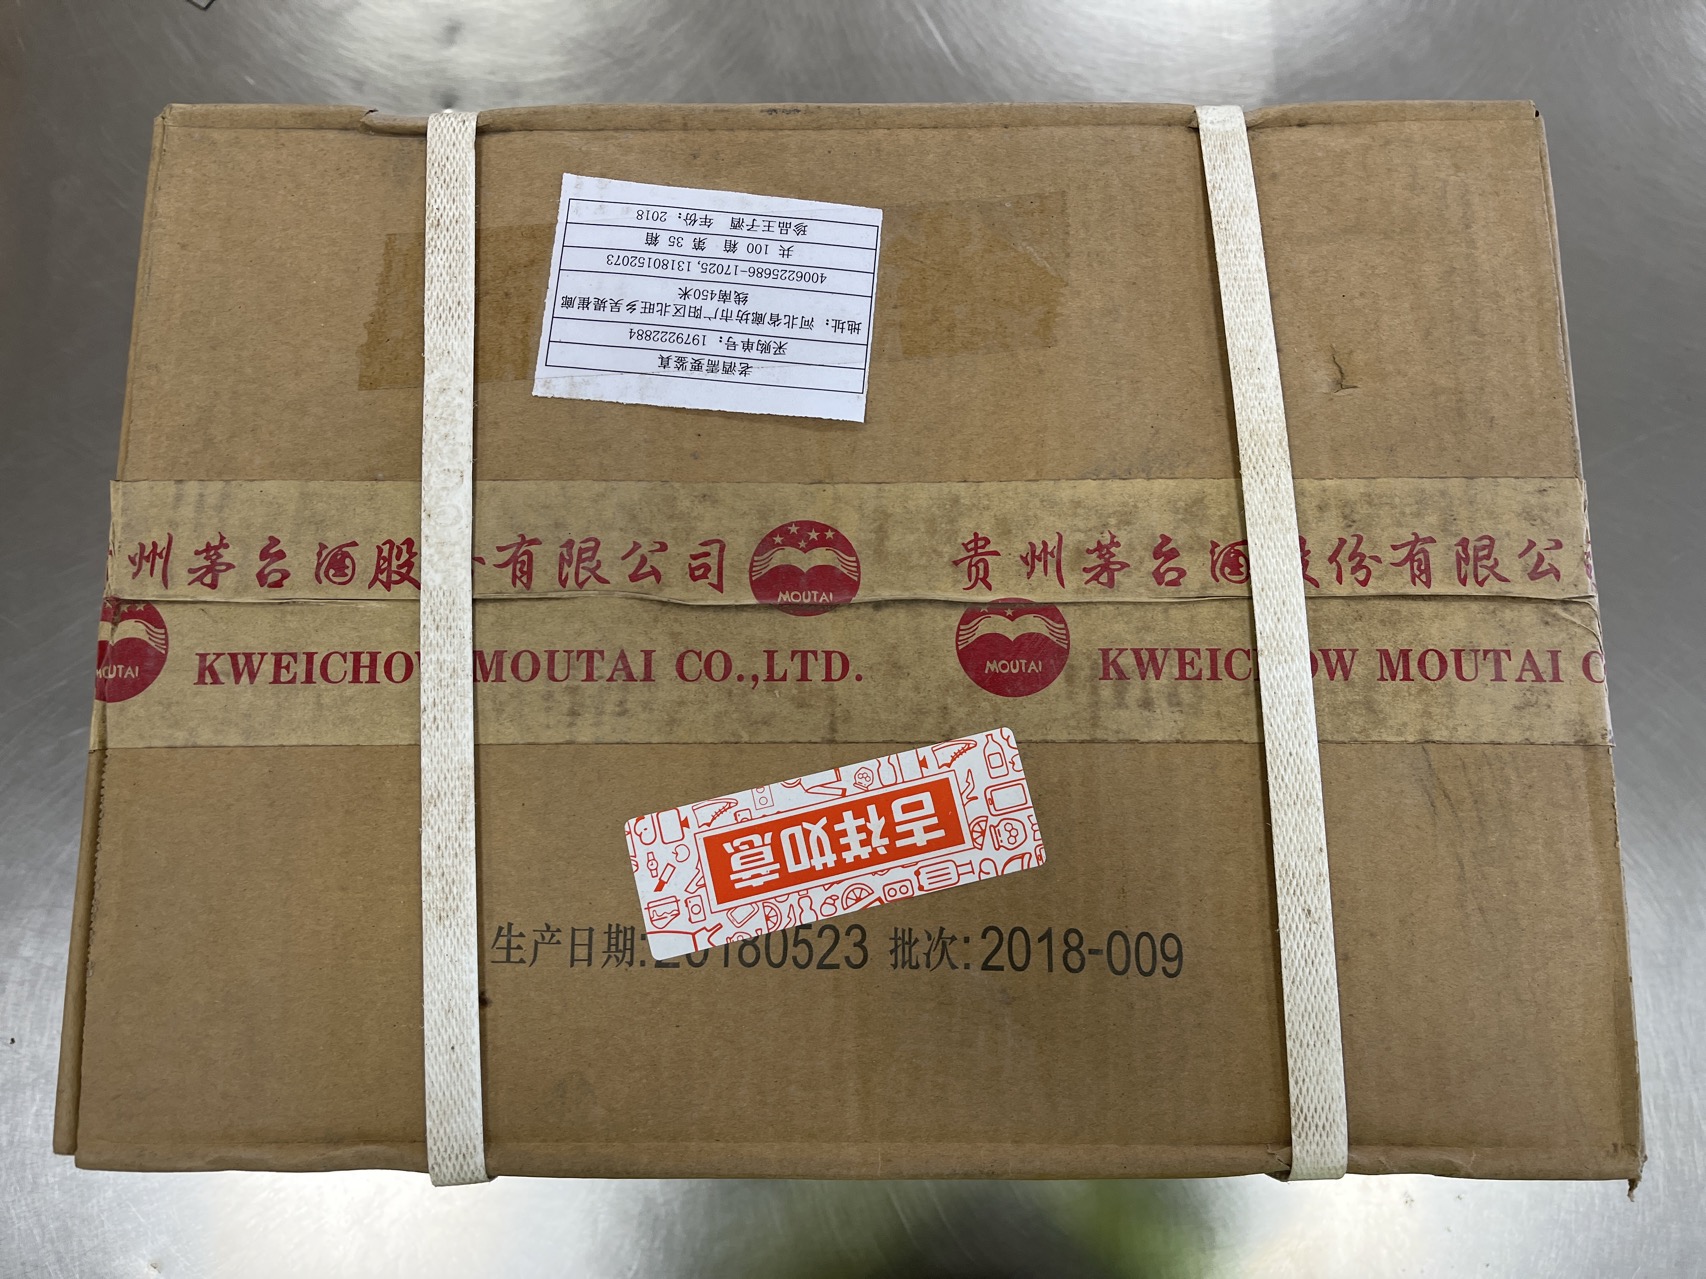 老酒需要鉴真
采购单号：1979222884
地址：河北省廊坊市广阳区北旺乡吴堤崔廊
线南450米
4006225686-17025,13180152073
共 100 箱 第 35 箱
珍品王子酒 年份：2018
州茅台酒股份有限公司
MOUTAI
贵州茅台酒股份有限公
MOUTAI
KWEICHOW MOUTAI CO.,LTD.
MOUTAI
KWEICHOW MOUTAI C
吉祥如意
生产日期:20180523 批次:2018-009